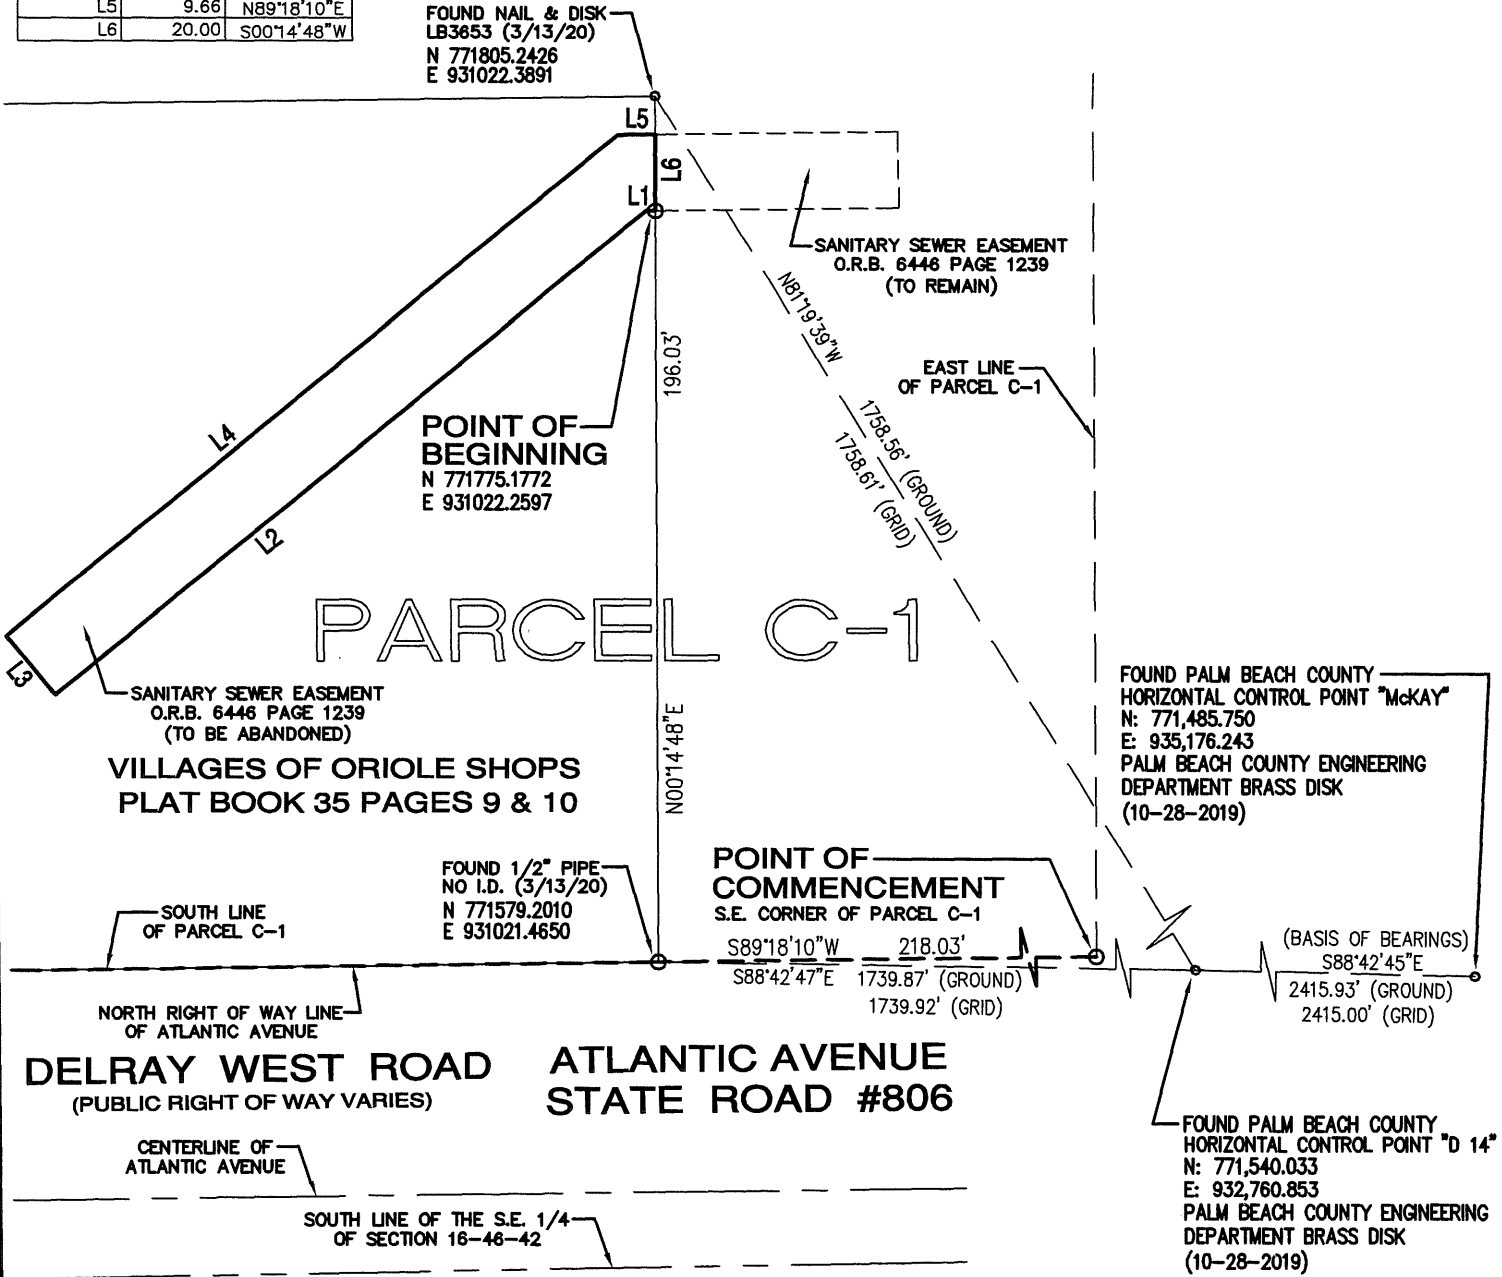 L5 9.66 N89°18'10"E
L6 20.00 S00°14'48"W
FOUND NAIL & DISK
LB3653 (3/13/20)
N 771805.2426
E 931022.3891
L5
L6
L1
SANITARY SEWER EASEMENT
O.R.B. 6446 PAGE 1239
(TO REMAIN)
N81°19'39"W
196.03'
EAST LINE
OF PARCEL C-1
1758.56' (GROUND)
1758.61' (GRID)
L4
POINT OF
BEGINNING
N 771775.1772
E 931022.2597
L2
PARCEL C-1
L3
SANITARY SEWER EASEMENT
O.R.B. 6446 PAGE 1239
(TO BE ABANDONED)
FOUND PALM BEACH COUNTY
HORIZONTAL CONTROL POINT "McKAY"
N: 771,485.750
E: 935,176.243
PALM BEACH COUNTY ENGINEERING
DEPARTMENT BRASS DISK
(10-28-2019)
N00°14'48"E
VILLAGES OF ORIOLE SHOPS
PLAT BOOK 35 PAGES 9 & 10
FOUND 1/2" PIPE
NO I.D. (3/13/20)
N 771579.2010
E 931021.4650
POINT OF
COMMENCEMENT
S.E. CORNER OF PARCEL C-1
SOUTH LINE
OF PARCEL C-1
S89°18'10"W 218.03'
S88°42'47"E 1739.87' (GROUND)
1739.92' (GRID)
(BASIS OF BEARINGS)
S88°42'45"E
2415.93' (GROUND)
2415.00' (GRID)
NORTH RIGHT OF WAY LINE
OF ATLANTIC AVENUE
DELRAY WEST ROAD
(PUBLIC RIGHT OF WAY VARIES)
ATLANTIC AVENUE
STATE ROAD #806
CENTERLINE OF
ATLANTIC AVENUE
SOUTH LINE OF THE S.E. 1/4
OF SECTION 16-46-42
FOUND PALM BEACH COUNTY
HORIZONTAL CONTROL POINT "D 14"
N: 771,540.033
E: 932,760.853
PALM BEACH COUNTY ENGINEERING
DEPARTMENT BRASS DISK
(10-28-2019)